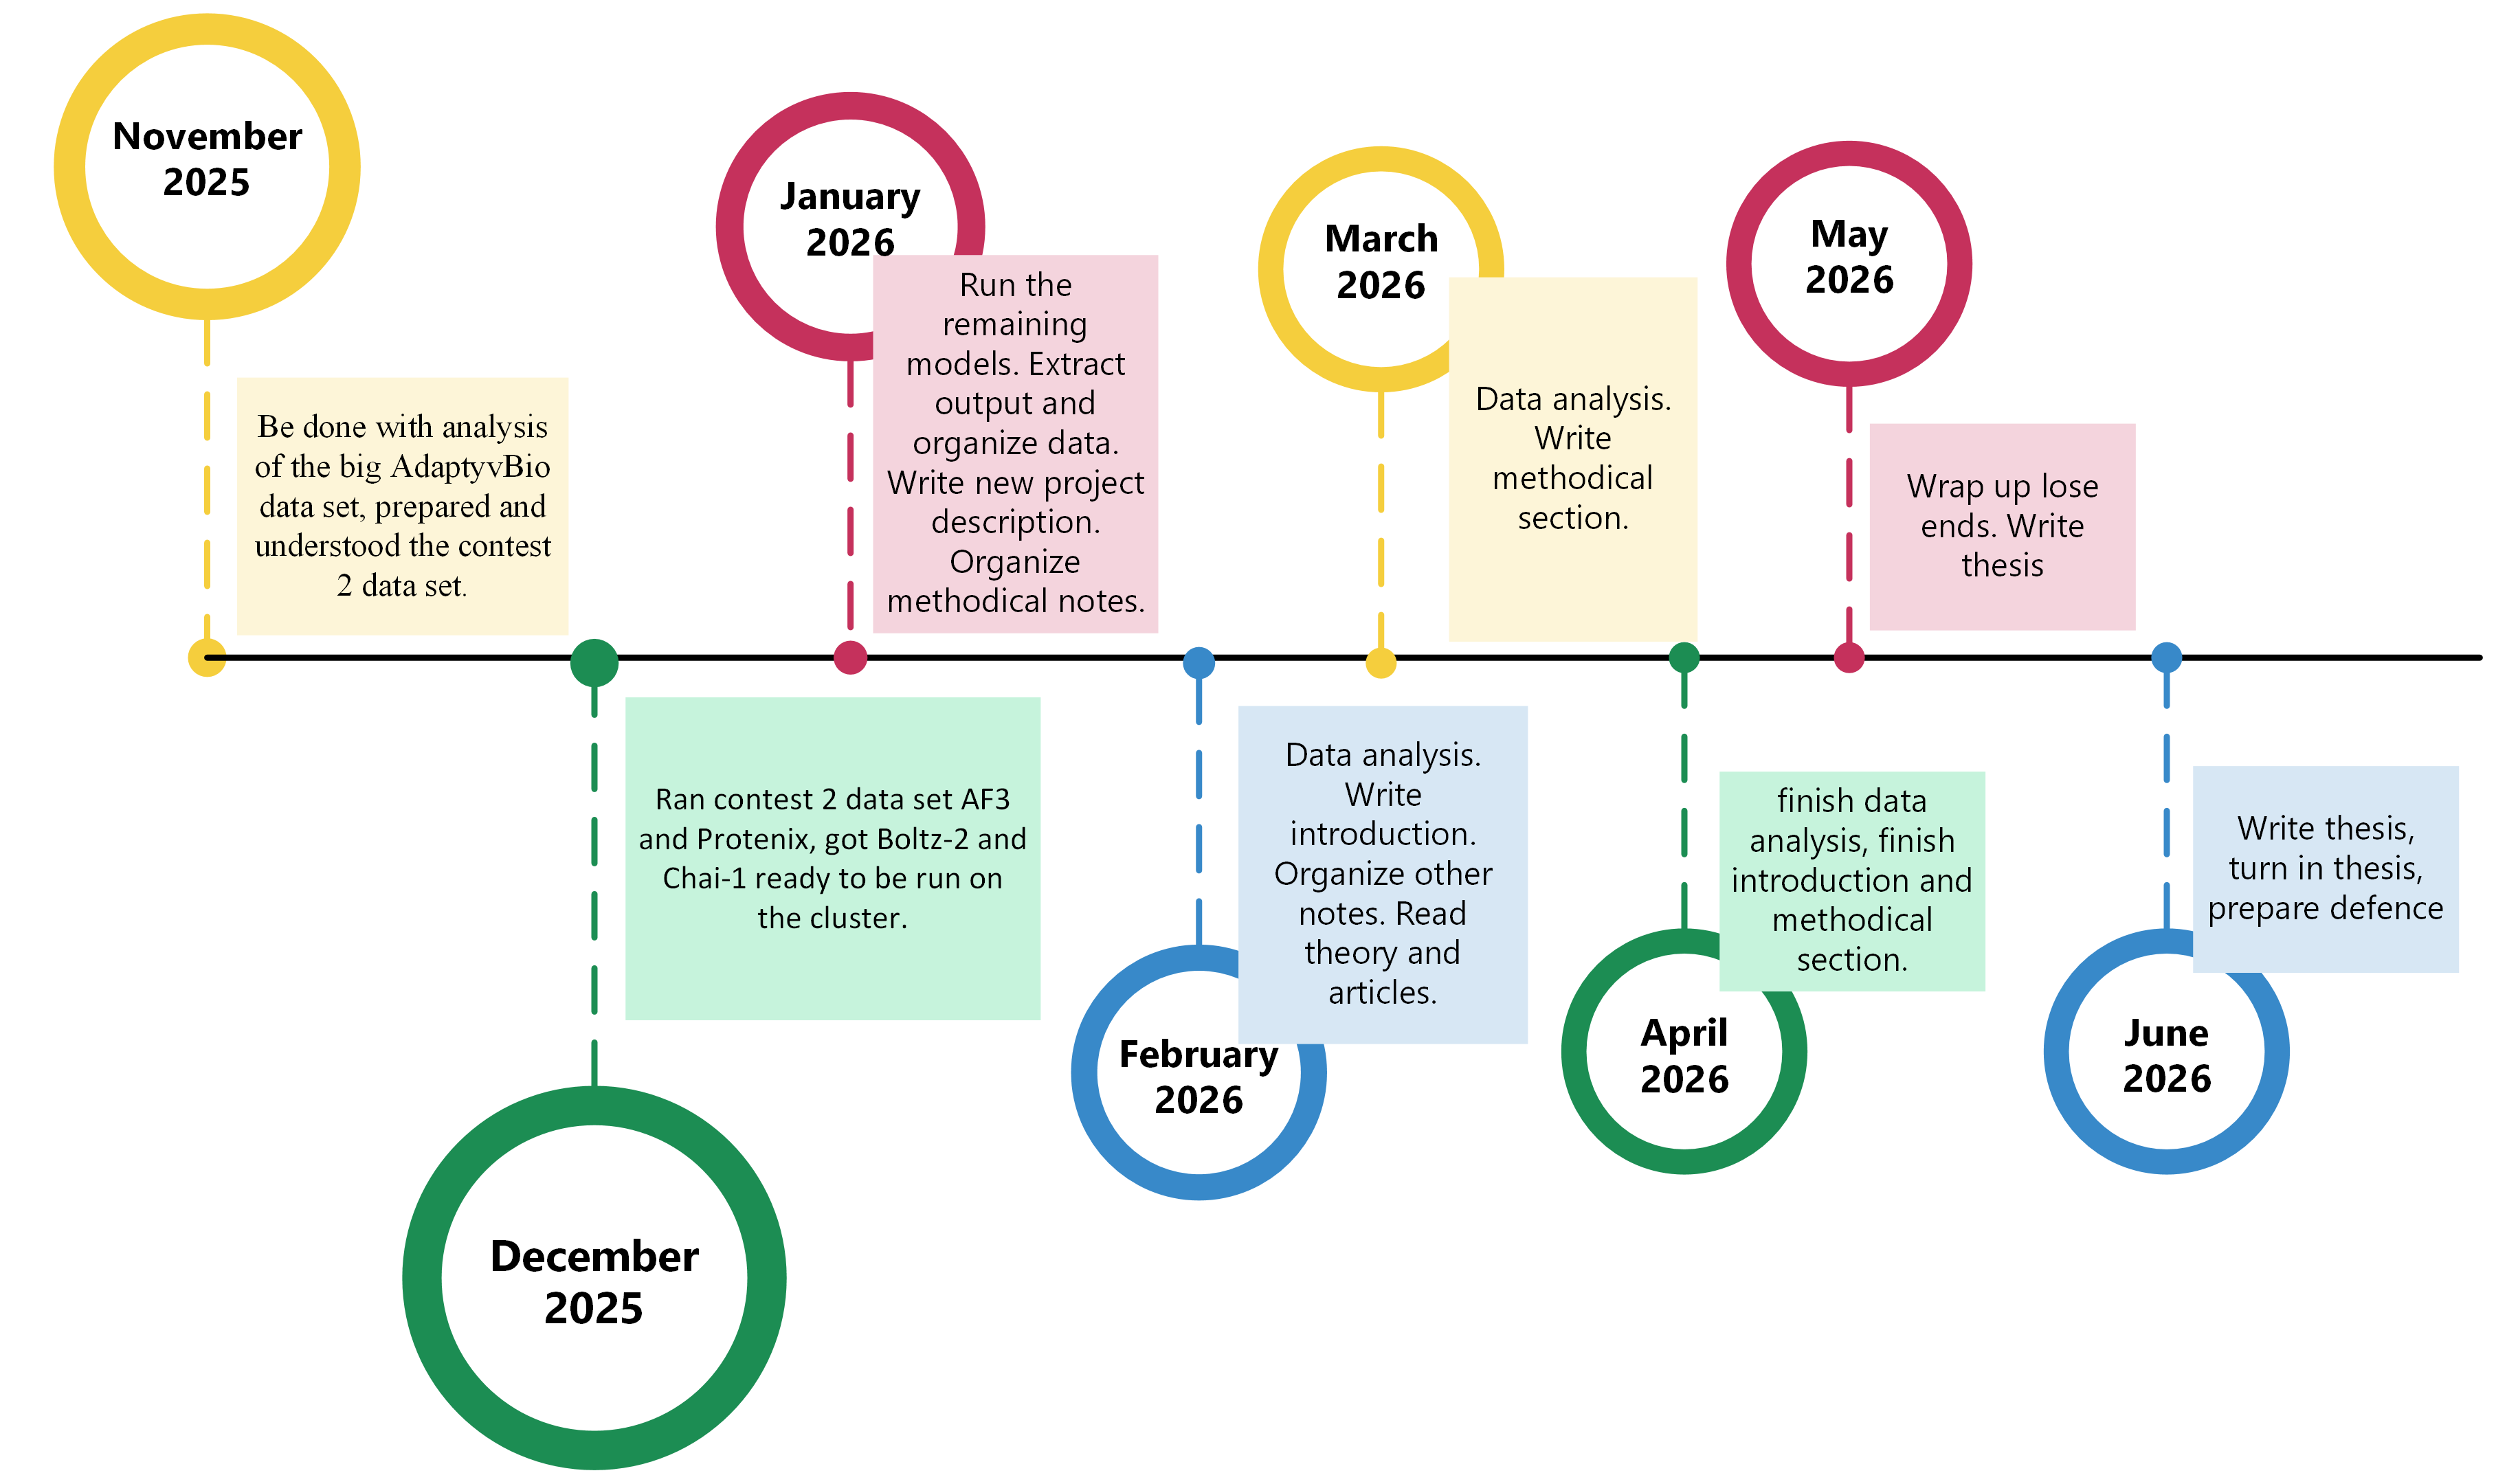 November
2025
Be done with analysis
of the big AdaptyvBio
data set, prepared and
understood the contest
2 data set.
December
2025
Ran contest 2 data set AF3
and Protenix, got Boltz-2 and
Chai-1 ready to be run on
the cluster.
January
2026
Run the
remaining
models. Extract
output and
organize data.
Write new project
description.
Organize
methodical notes.
February
2026
Data analysis.
Write
introduction.
Organize other
notes. Read
theory and
articles.
March
2026
Data analysis.
Write
methodical
section.
April
2026
finish data
analysis, finish
introduction and
methodical
section.
May
2026
Wrap up lose
ends. Write
thesis
June
2026
Write thesis,
turn in thesis,
prepare defence